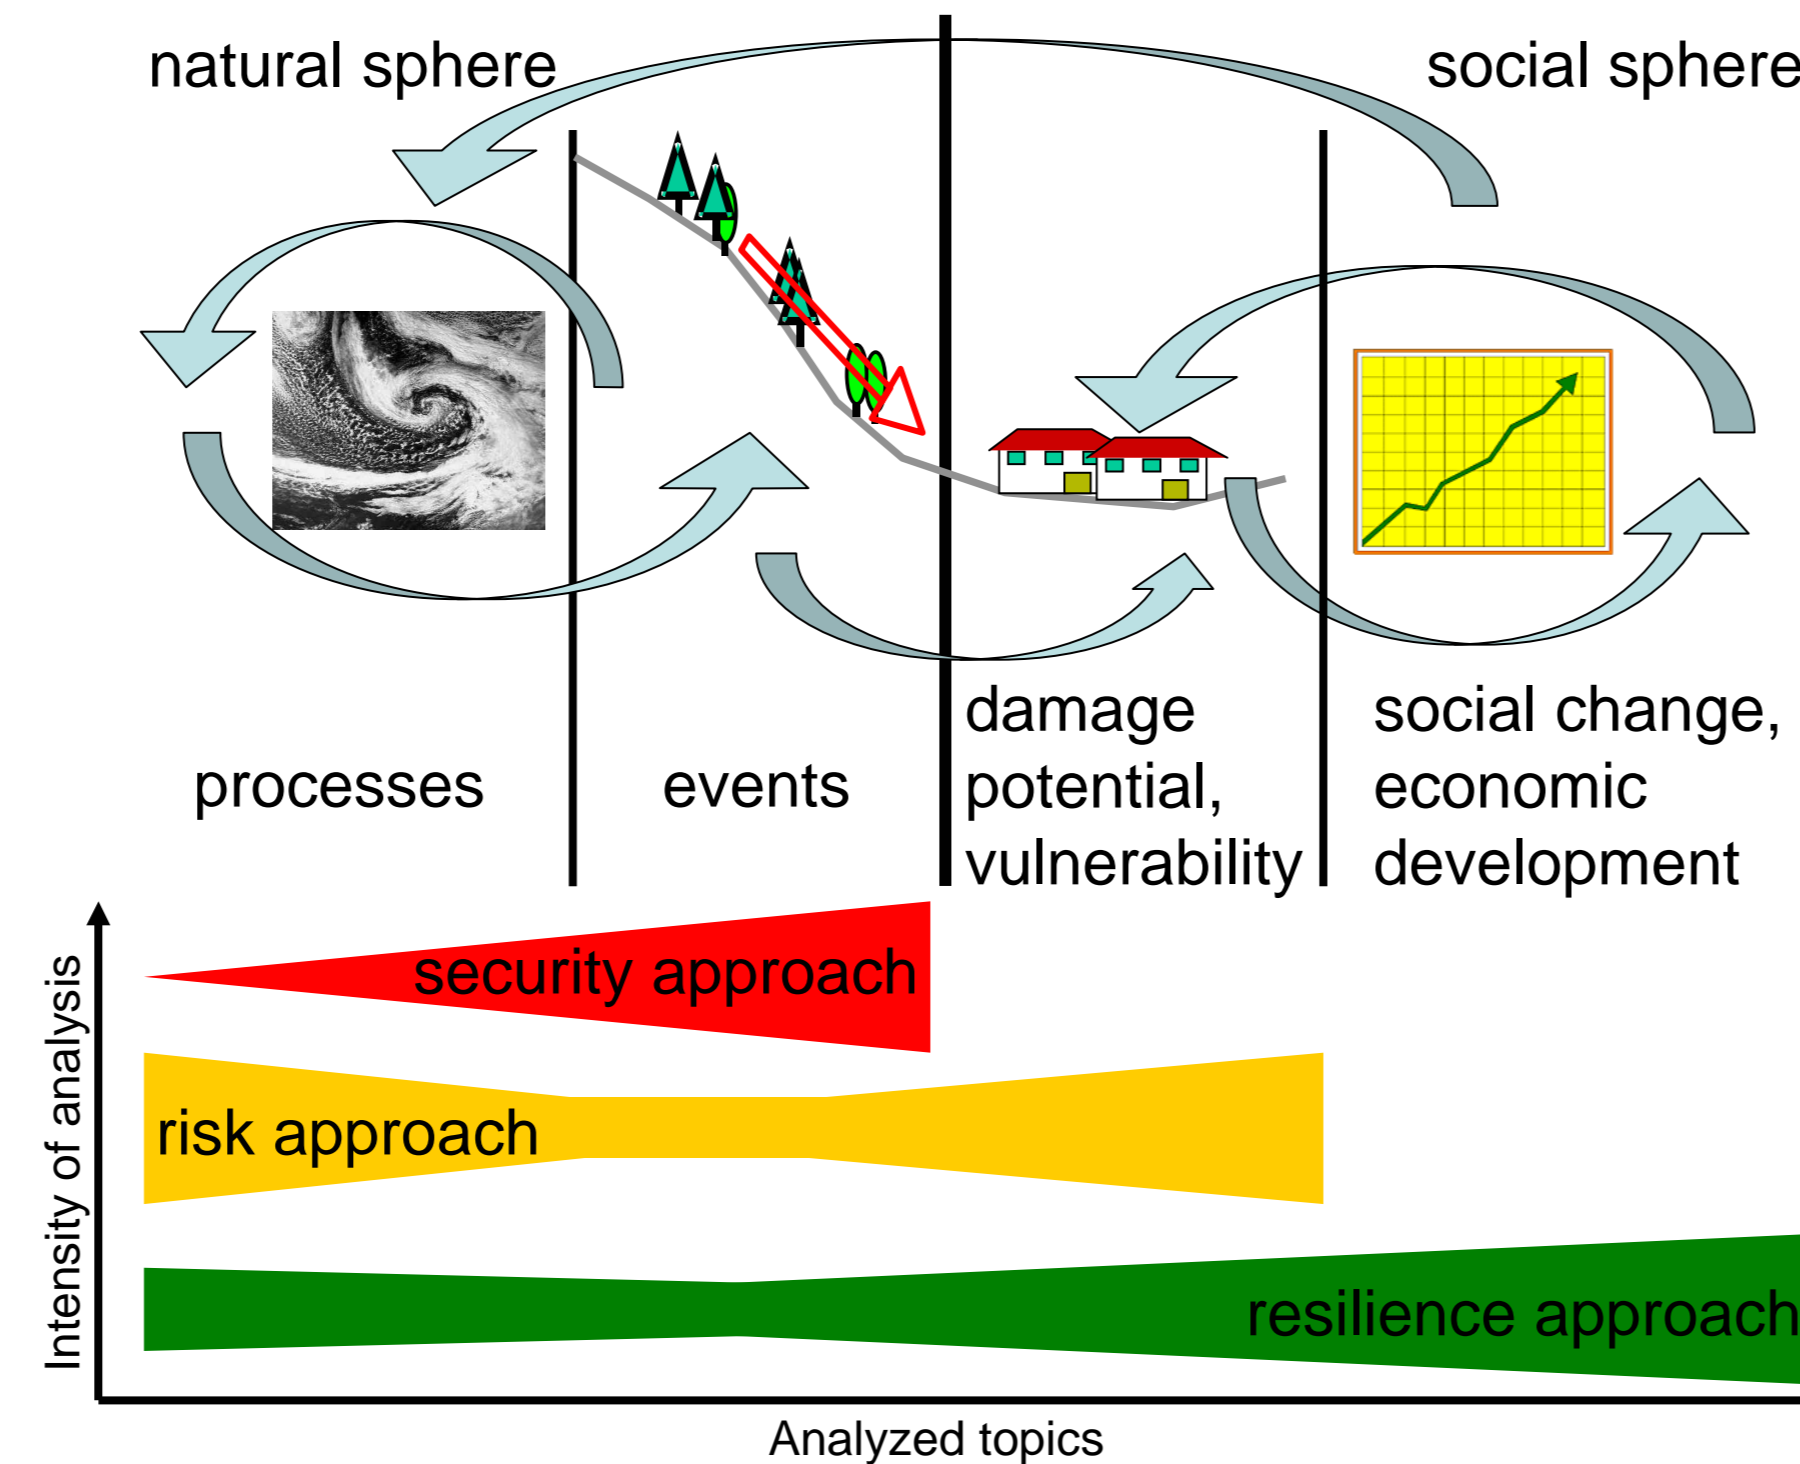 natural sphere
social sphere
processes
events
damage
potential,
vulnerability
social change,
economic
development
Intensity of analysis
security approach
risk approach
resilience approach
Analyzed topics